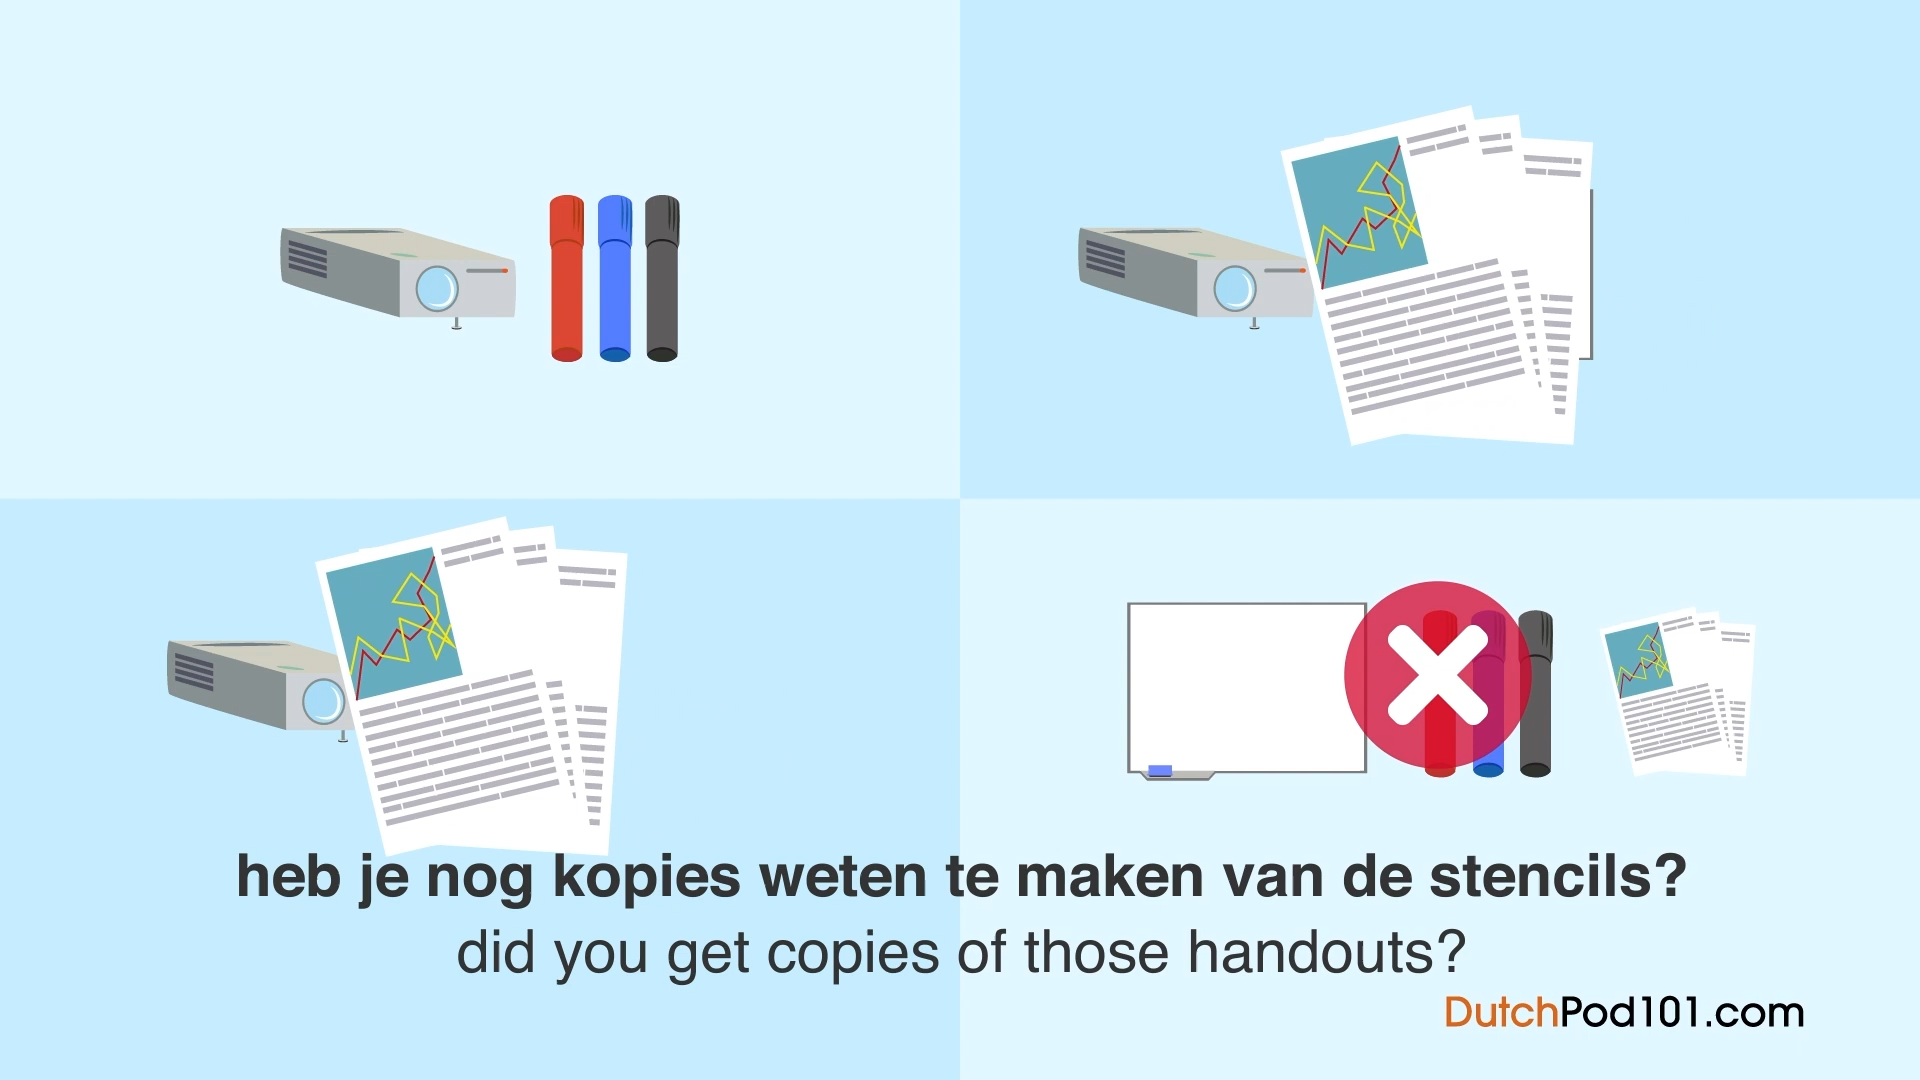 heb je nog kopies weten te maken van de stencils?
did you get copies of those handouts?
DutchPod101.com